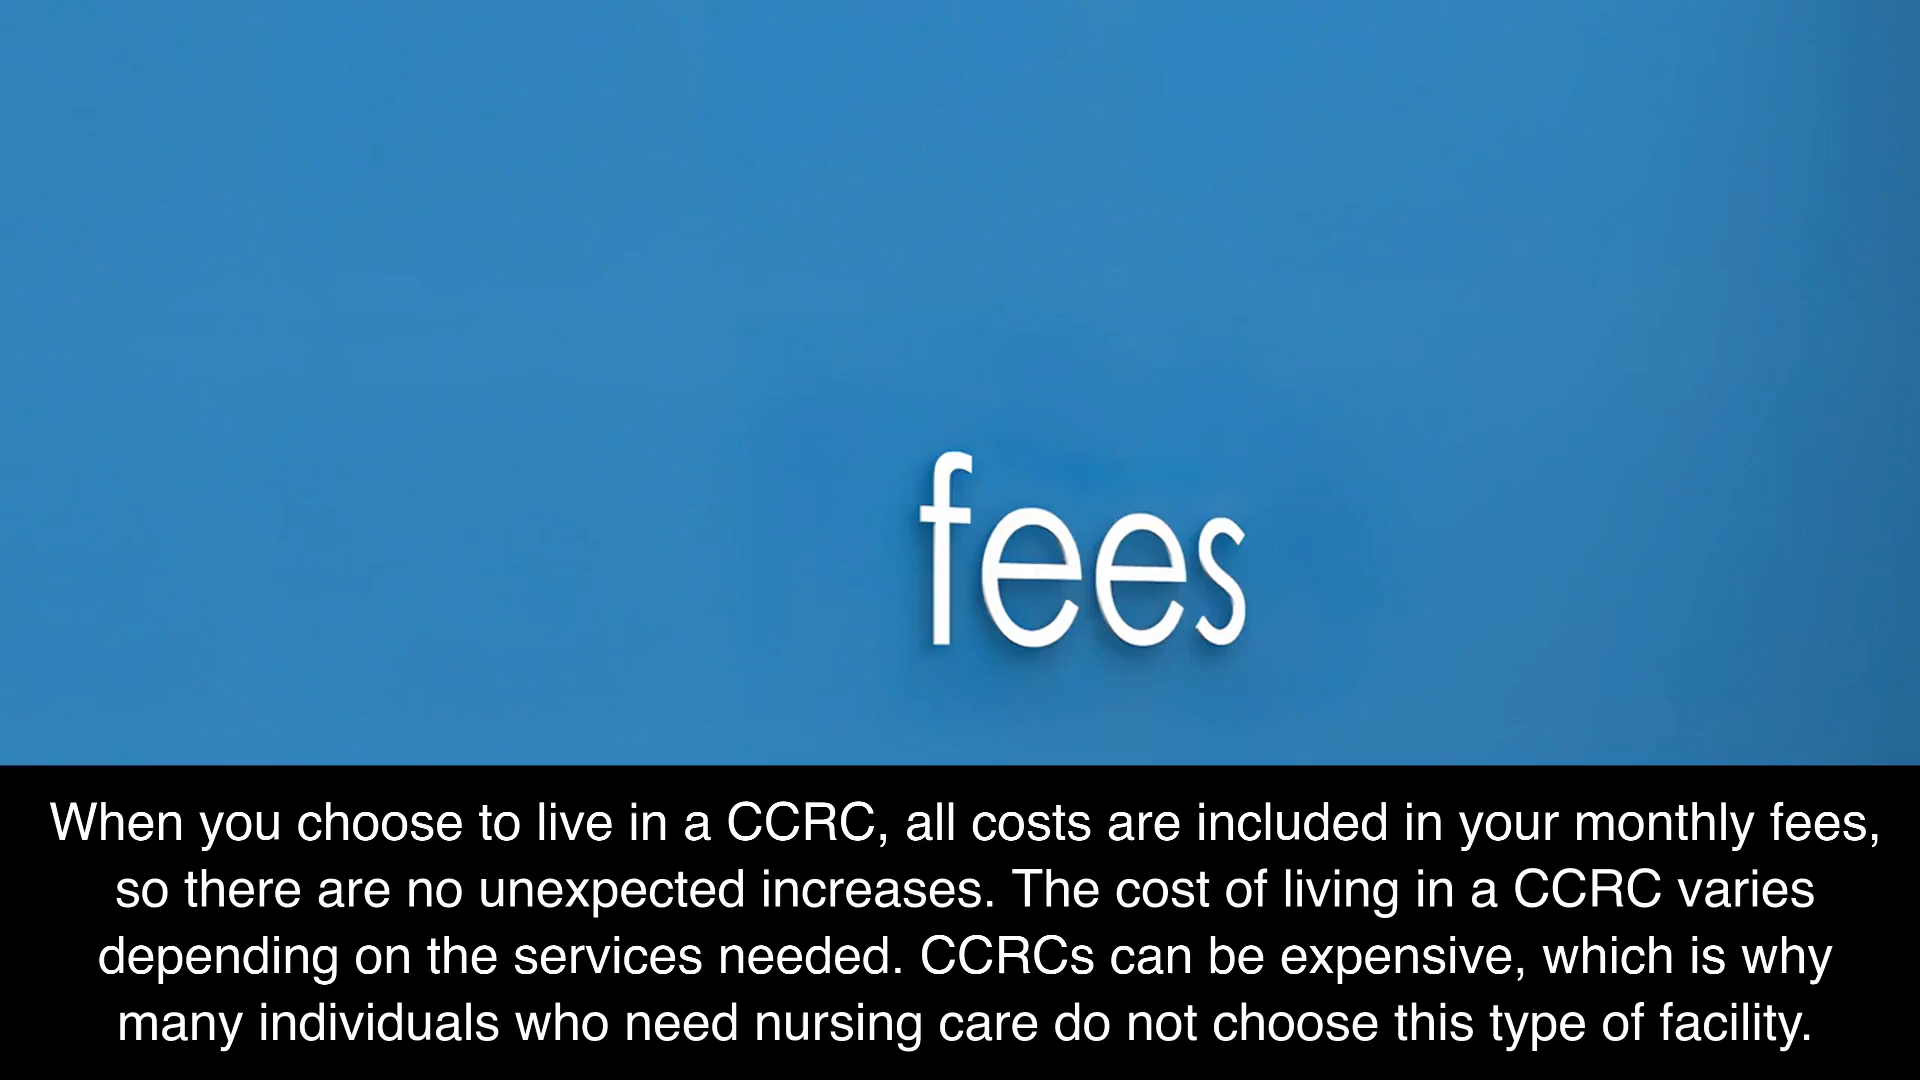 fees
When you choose to live in a CCRC, all costs are included in your monthly fees,
so there are no unexpected increases. The cost of living in a CCRC varies
depending on the services needed. CCRCs can be expensive, which is why
many individuals who need nursing care do not choose this type of facility.